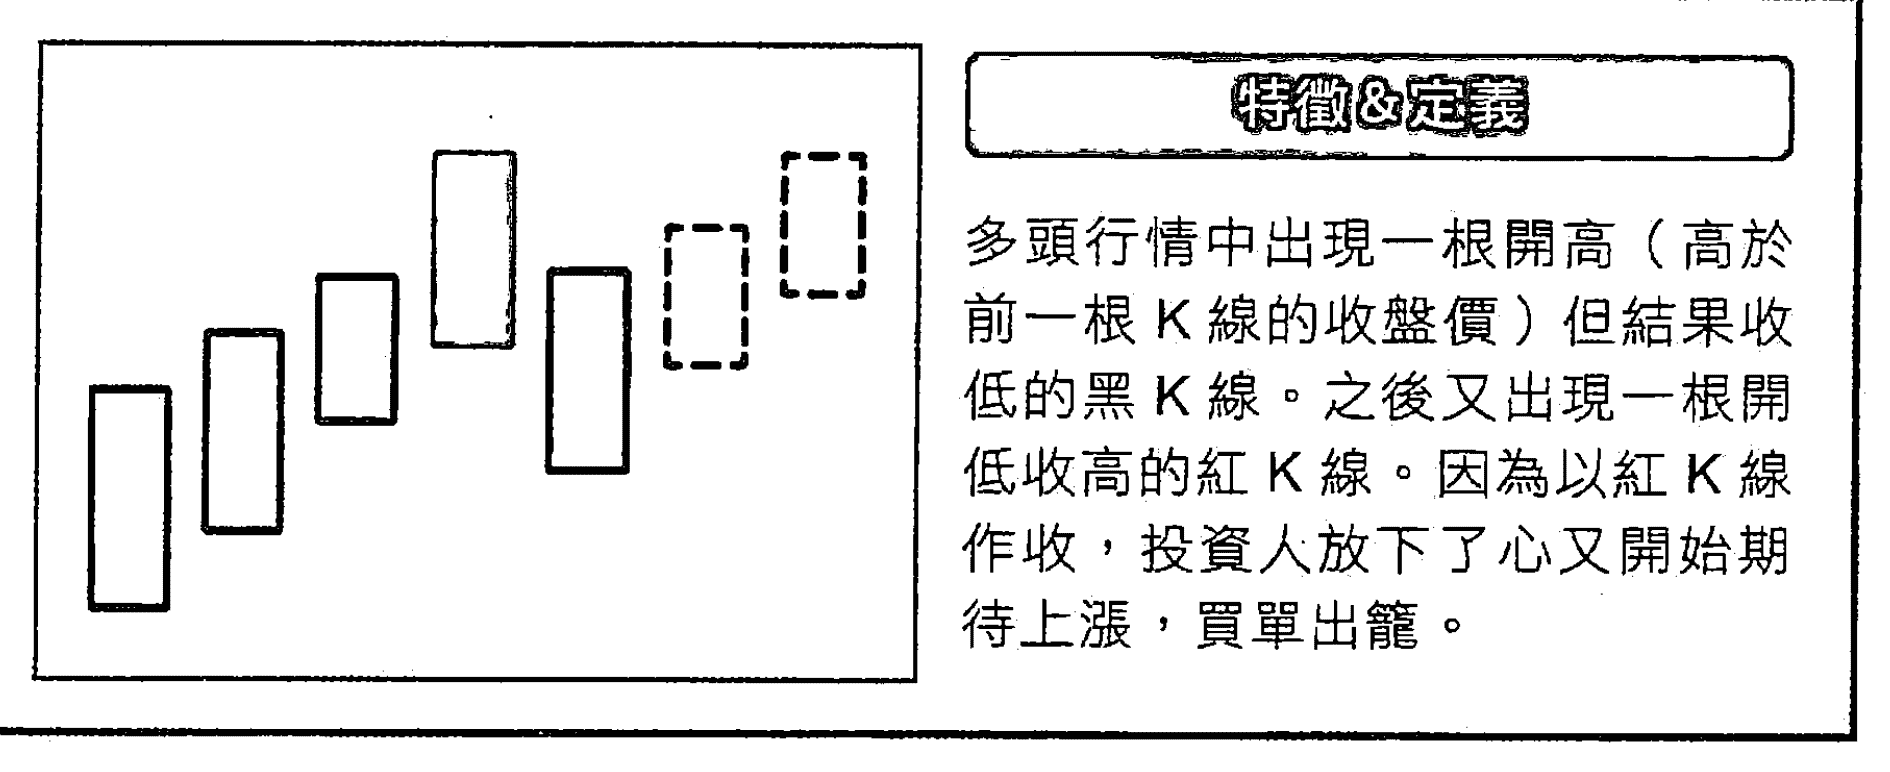 特徵&定義
多頭行情中出現一根開高（高於
前一根 K 線的收盤價）但結果收
低的黑 K 線。之後又出現一根開
低收高的紅 K 線。因為以紅 K 線
作收，投資人放下了心又開始期
待上漲，買單出籠。